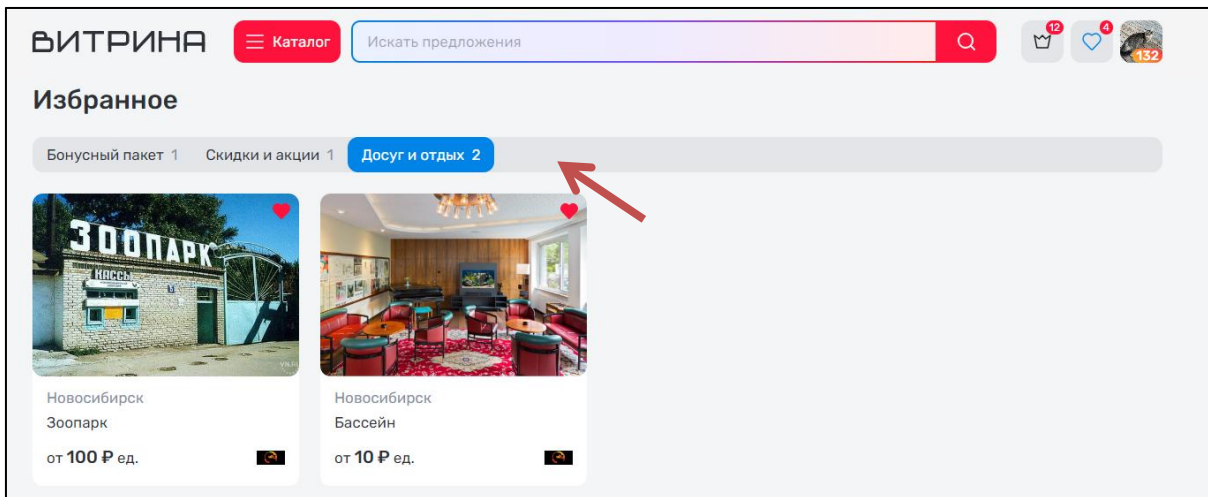 ВИТРИНА
Каталог
Искать предложения
12
4
132
Избранное
Бонусный пакет 1 Скидки и акции 1 Досуг и отдых 2
ЗООПАРК
КАССЫ
Новосибирск
Зоопарк
от 100 ₽ ед.
Новосибирск
Бассейн
от 10 ₽ ед.